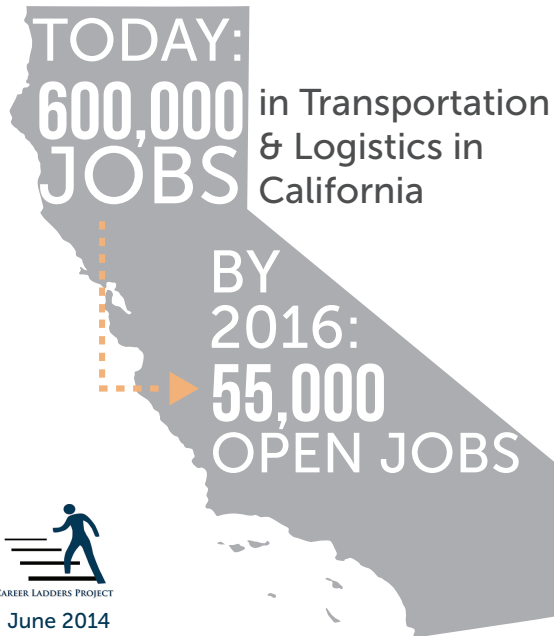 TODAY:
600,000
JOBS
in Transportation
& Logistics in
California
BY
2016:
55,000
OPEN JOBS
CAREER LADDERS PROJECT
June 2014